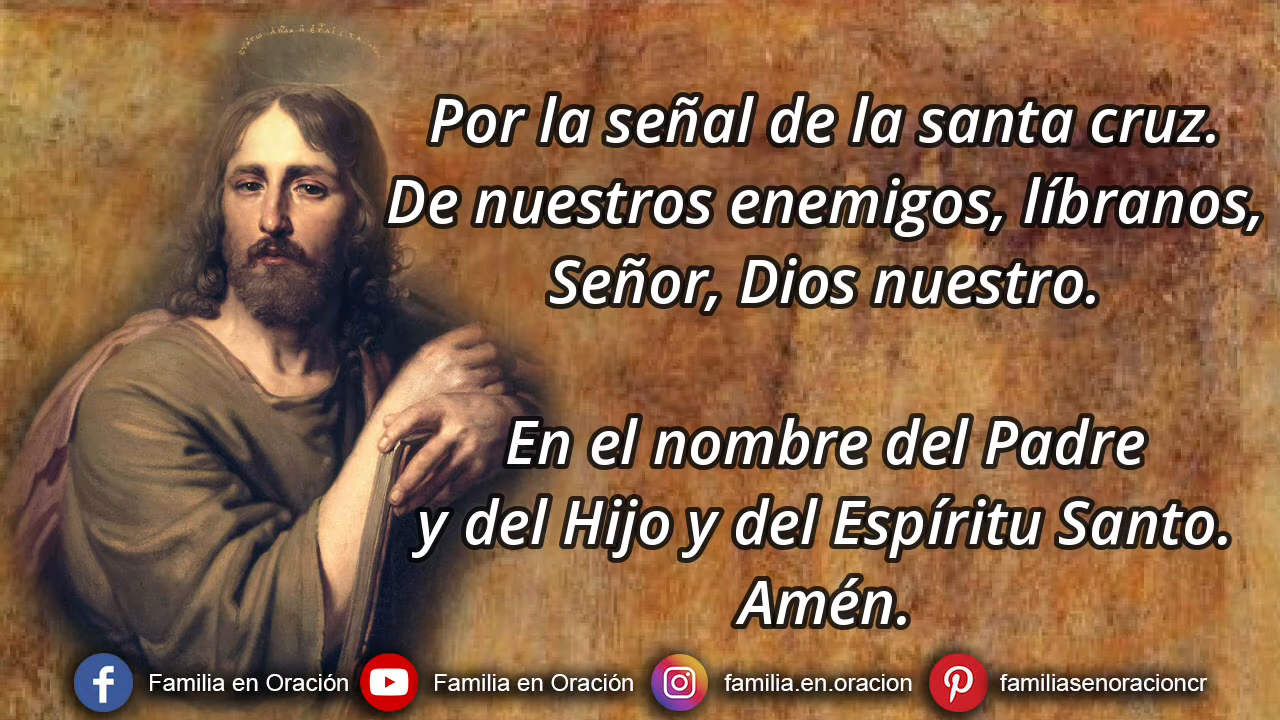 Por la señal de la santa cruz.
De nuestros enemigos, líbranos,
Señor, Dios nuestro.
En el nombre del Padre
y del Hijo y del Espíritu Santo.
Amén.
Familia en Oración
Familia en Oración
familia.en.oracion
familiasenoracioncr